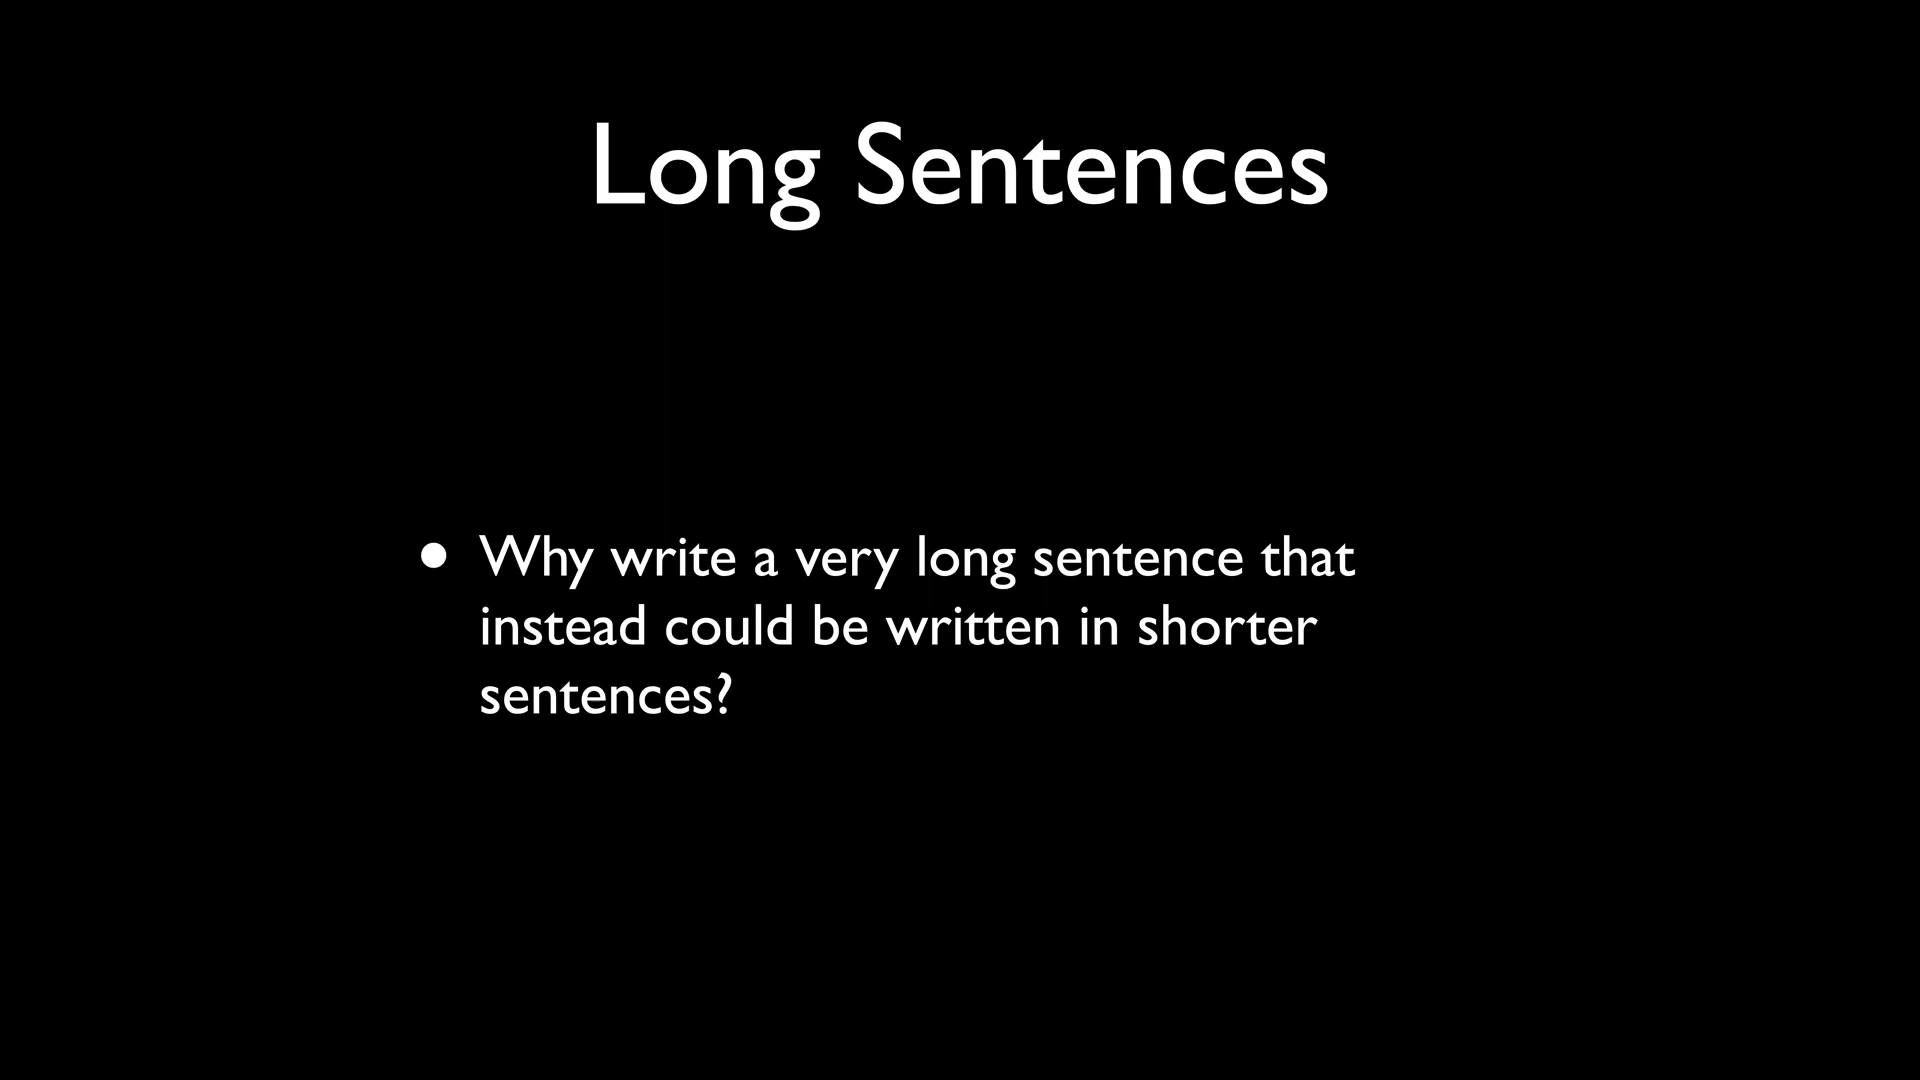 Long Sentences
• Why write a very long sentence that
instead could be written in shorter
sentences?